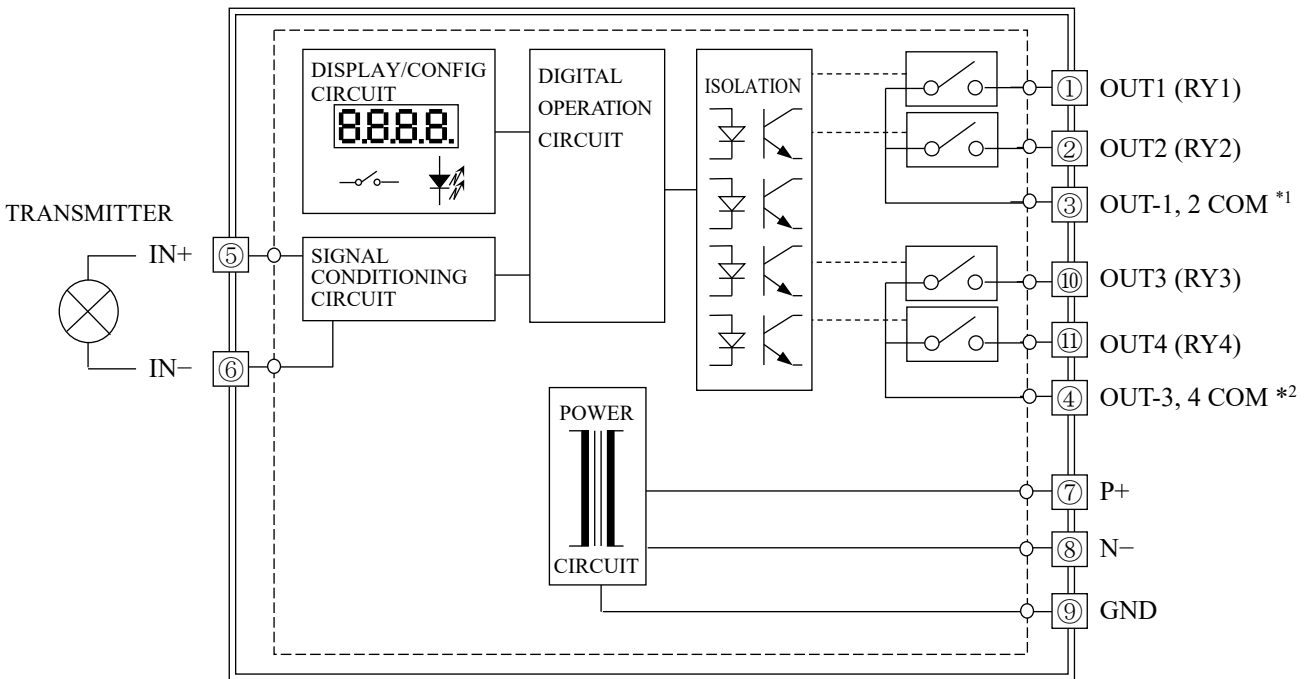 DISPLAY/CONFIG
CIRCUIT
8.8.8.8.
DIGITAL
OPERATION
CIRCUIT
ISOLATION
① OUT1 (RY1)
② OUT2 (RY2)
③ OUT-1, 2 COM *1
TRANSMITTER
IN+ ⑤
SIGNAL
CONDITIONING
CIRCUIT
IN− ⑥
⑩ OUT3 (RY3)
⑪ OUT4 (RY4)
④ OUT-3, 4 COM *2
POWER
CIRCUIT
⑦ P+
⑧ N−
⑨ GND